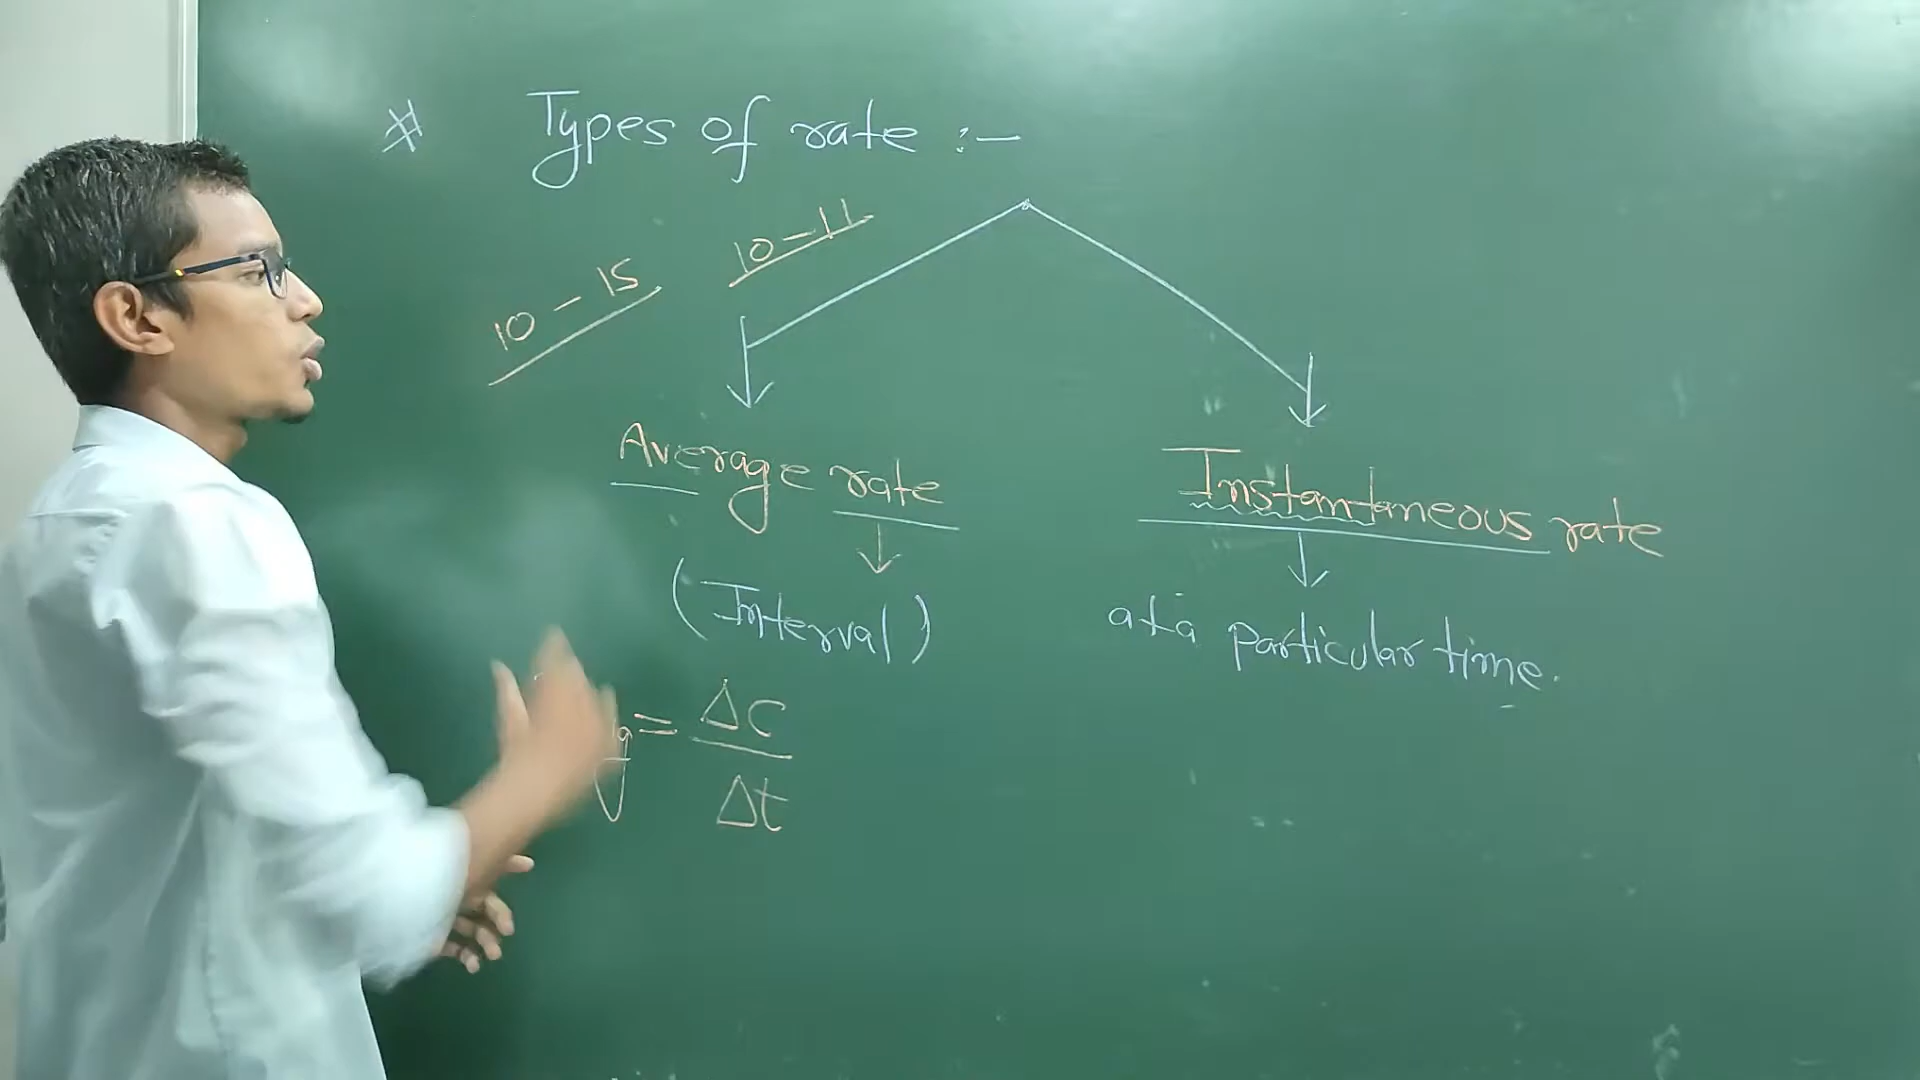 * Types of rate :-
10 - 15
10 - 11
Average rate
Instantaneous rate
(Interval)
at a particular time.
= ΔC
Δt